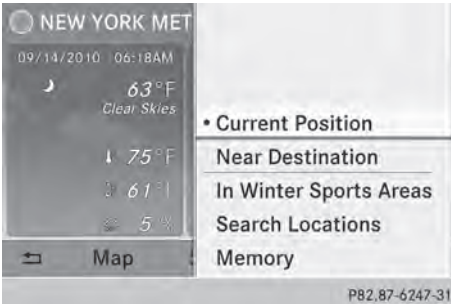 NEW YORK MET
09/14/2010 06:18AM
63°F
Clear Skies
75°F
61°
5 %
Map
• Current Position
Near Destination
In Winter Sports Areas
Search Locations
Memory
P82.87-6247-31